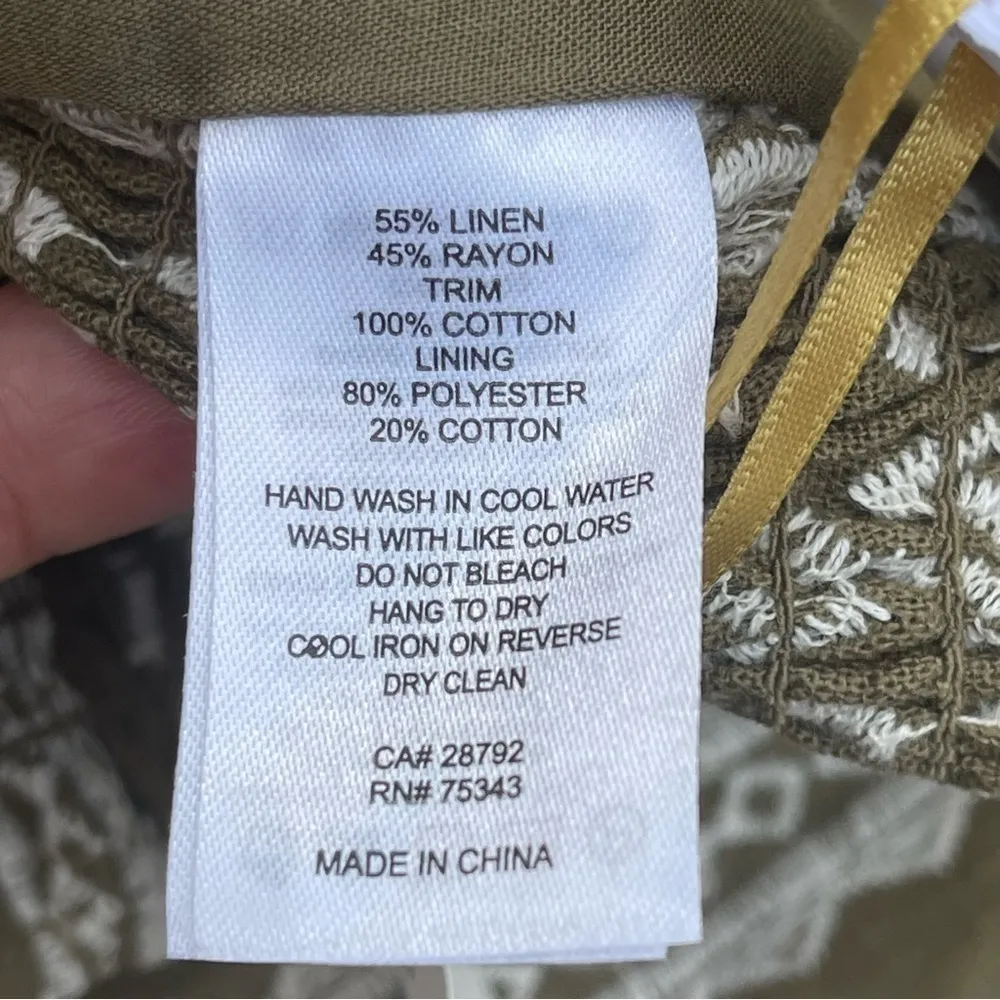 55% LINEN
45% RAYON
TRIM
100% COTTON
LINING
80% POLYESTER
20% COTTON
HAND WASH IN COOL WATER
WASH WITH LIKE COLORS
DO NOT BLEACH
HANG TO DRY
COOL IRON ON REVERSE
DRY CLEAN
CA# 28792
RN# 75343
MADE IN CHINA